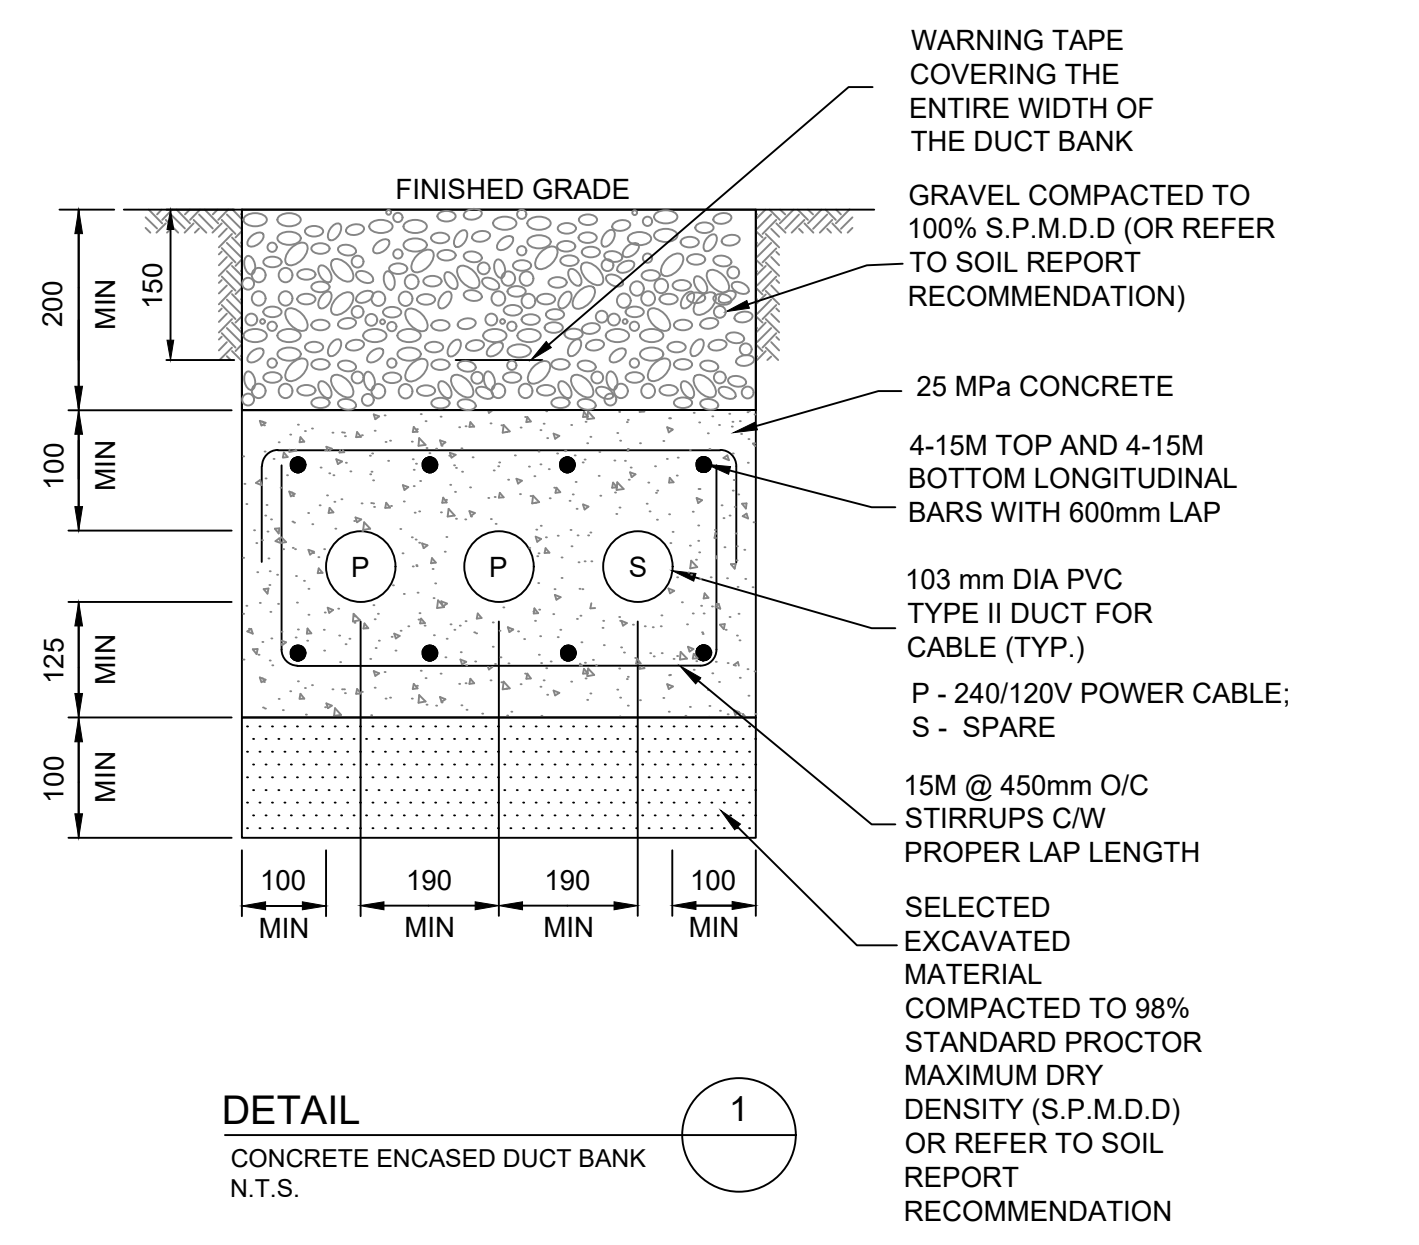 WARNING TAPE
COVERING THE
ENTIRE WIDTH OF
THE DUCT BANK
FINISHED GRADE
GRAVEL COMPACTED TO
100% S.P.M.D.D (OR REFER
TO SOIL REPORT
RECOMMENDATION)
200
MIN
150
25 MPa CONCRETE
100
MIN
4-15M TOP AND 4-15M
BOTTOM LONGITUDINAL
BARS WITH 600mm LAP
P
P
S
103 mm DIA PVC
TYPE II DUCT FOR
CABLE (TYP.)
P - 240/120V POWER CABLE;
S - SPARE
125
MIN
100
MIN
15M @ 450mm O/C
STIRRUPS C/W
PROPER LAP LENGTH
100
MIN
190
MIN
190
MIN
100
MIN
SELECTED
EXCAVATED
MATERIAL
COMPACTED TO 98%
STANDARD PROCTOR
MAXIMUM DRY
DENSITY (S.P.M.D.D)
OR REFER TO SOIL
REPORT
RECOMMENDATION
DETAIL
1
CONCRETE ENCASED DUCT BANK
N.T.S.